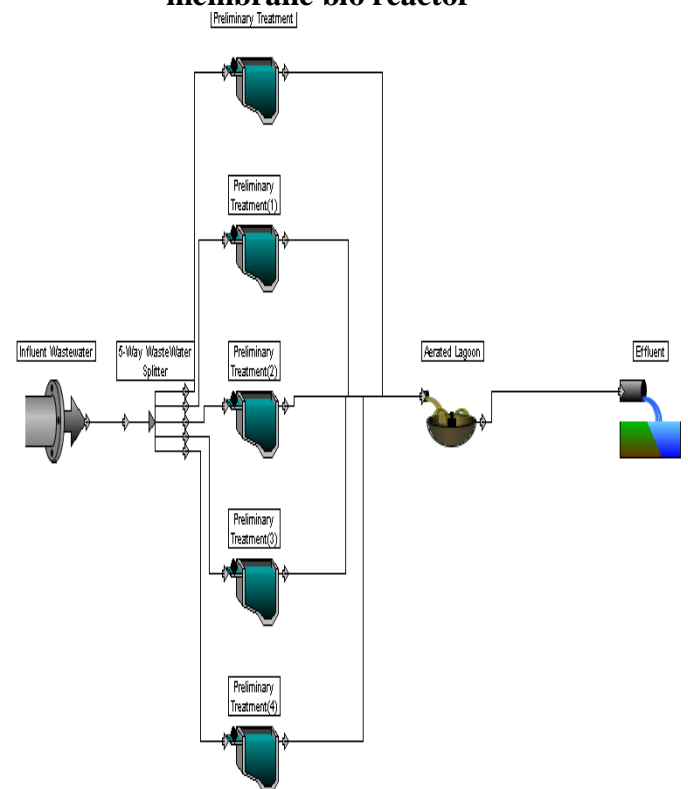 membrane bio reactor
Preliminary Treatment
Preliminary
Treatment(1)
Influent Wastewater
5-Way WasteWater
Splitter
Preliminary
Treatment(2)
Aerated Lagoon
Effluent
Preliminary
Treatment(3)
Preliminary
Treatment(4)